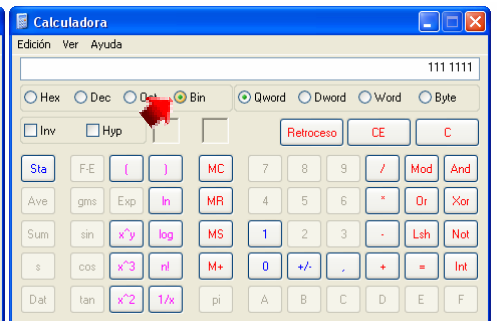 Calculadora
Edición Ver Ayuda
111 1111
Hex Dec Oct Bin Qword Dword Word Byte
Inv Hyp Retroceso CE C
Sta F-E ( ) MC 7 8 9 / Mod And
Ave gms Exp ln MR 4 5 6 * Or Xor
Sum sin x^y log MS 1 2 3 - Lsh Not
s cos x^3 n! M+ 0 +/- , + = Int
Dat tan x^2 1/x pi A B C D E F